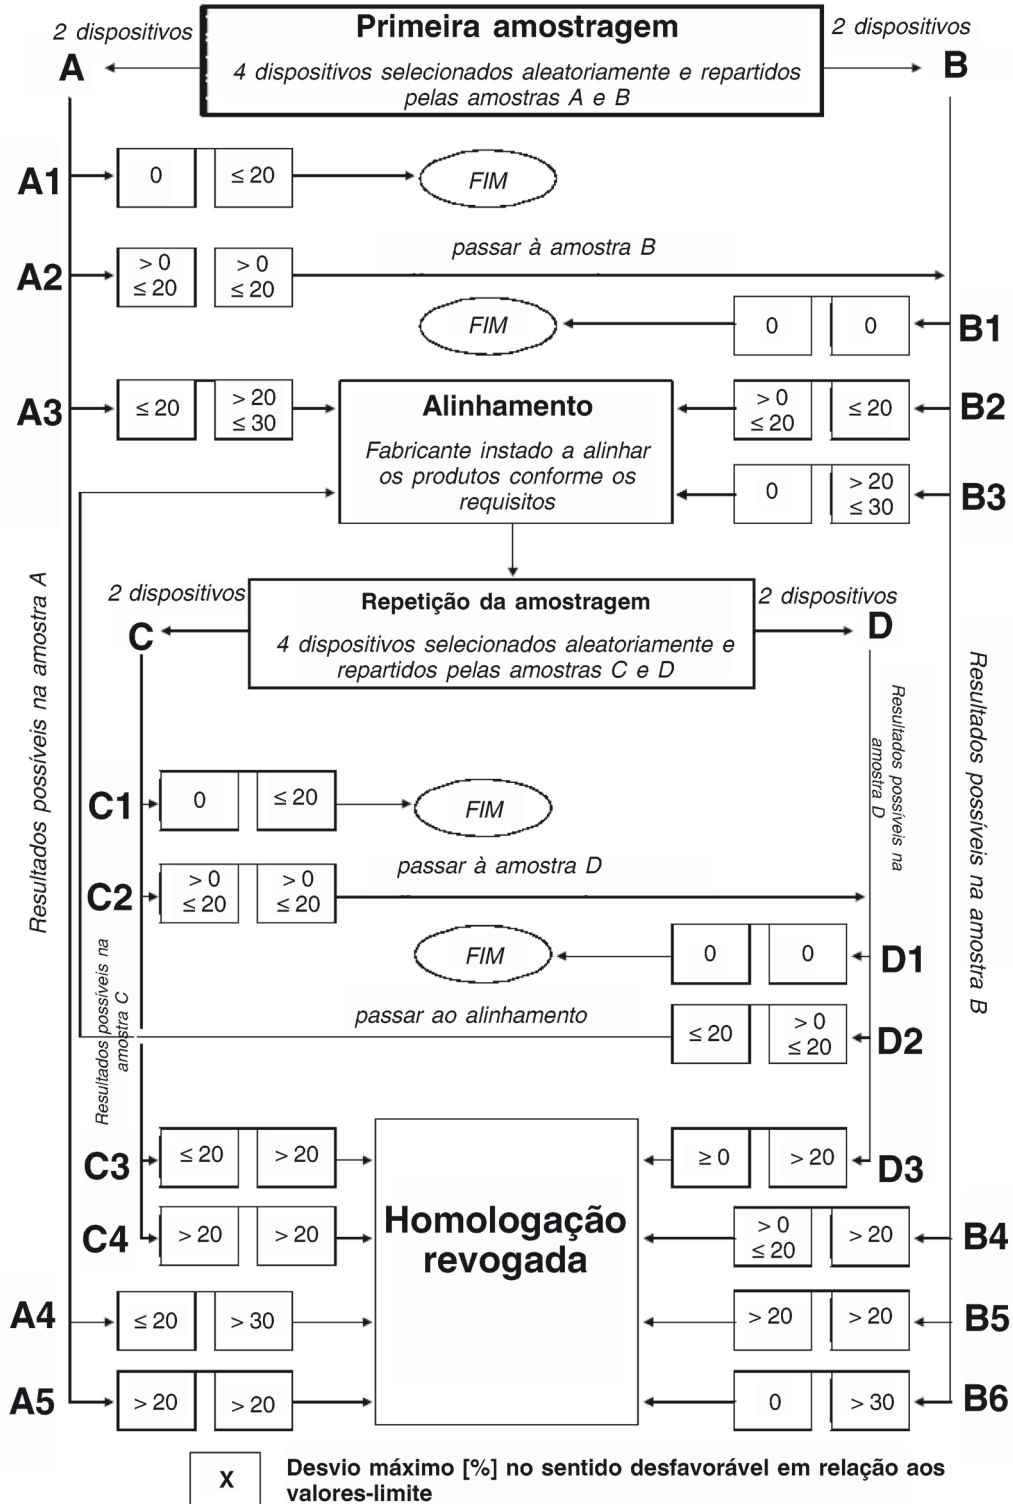 Primeira amostragem
2 dispositivos
2 dispositivos
A
B
4 dispositivos selecionados aleatoriamente e repartidos
pelas amostras A e B
A1
0
≤ 20
FIM
passar à amostra B
A2
> 0
≤ 20
> 0
≤ 20
FIM
0
0
B1
A3
≤ 20
> 20
≤ 30
Alinhamento
Fabricante instado a alinhar
os produtos conforme os
requisitos
> 0
≤ 20
≤ 20
B2
0
> 20
≤ 30
B3
Resultados possíveis na amostra A
2 dispositivos
Repetição da amostragem
2 dispositivos
C
D
4 dispositivos selecionados aleatoriamente e
repartidos pelas amostras C e D
Resultados possíveis na
amostra D
Resultados possíveis na amostra B
C1
0
≤ 20
FIM
passar à amostra D
C2
> 0
≤ 20
> 0
≤ 20
FIM
0
0
D1
Resultados possíveis na
amostra C
passar ao alinhamento
≤ 20
> 0
≤ 20
D2
C3
≤ 20
> 20
≥ 0
> 20
D3
Homologação
revogada
C4
> 20
> 20
> 0
≤ 20
> 20
B4
A4
≤ 20
> 30
> 20
> 20
B5
A5
> 20
> 20
0
> 30
B6
X
Desvio máximo [%] no sentido desfavorável em relação aos
valores-limite